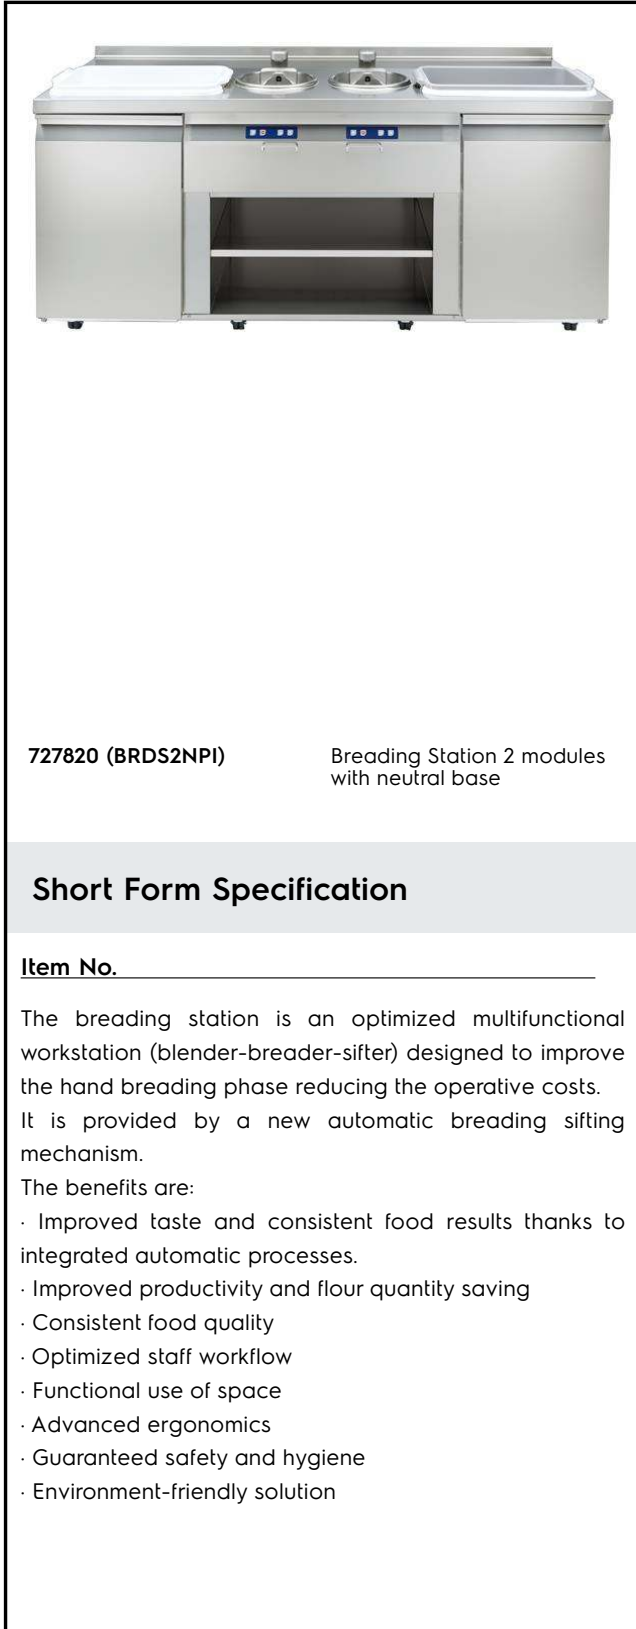 727820 (BRDS2NPI)
Breading Station 2 modules
with neutral base
Short Form Specification
Item No.
The breading station is an optimized multifunctional
workstation (blender-breader-sifter) designed to improve
the hand breading phase reducing the operative costs.
It is provided by a new automatic breading sifting
mechanism.
The benefits are:
· Improved taste and consistent food results thanks to
integrated automatic processes.
· Improved productivity and flour quantity saving
· Consistent food quality
· Optimized staff workflow
· Functional use of space
· Advanced ergonomics
· Guaranteed safety and hygiene
· Environment-friendly solution